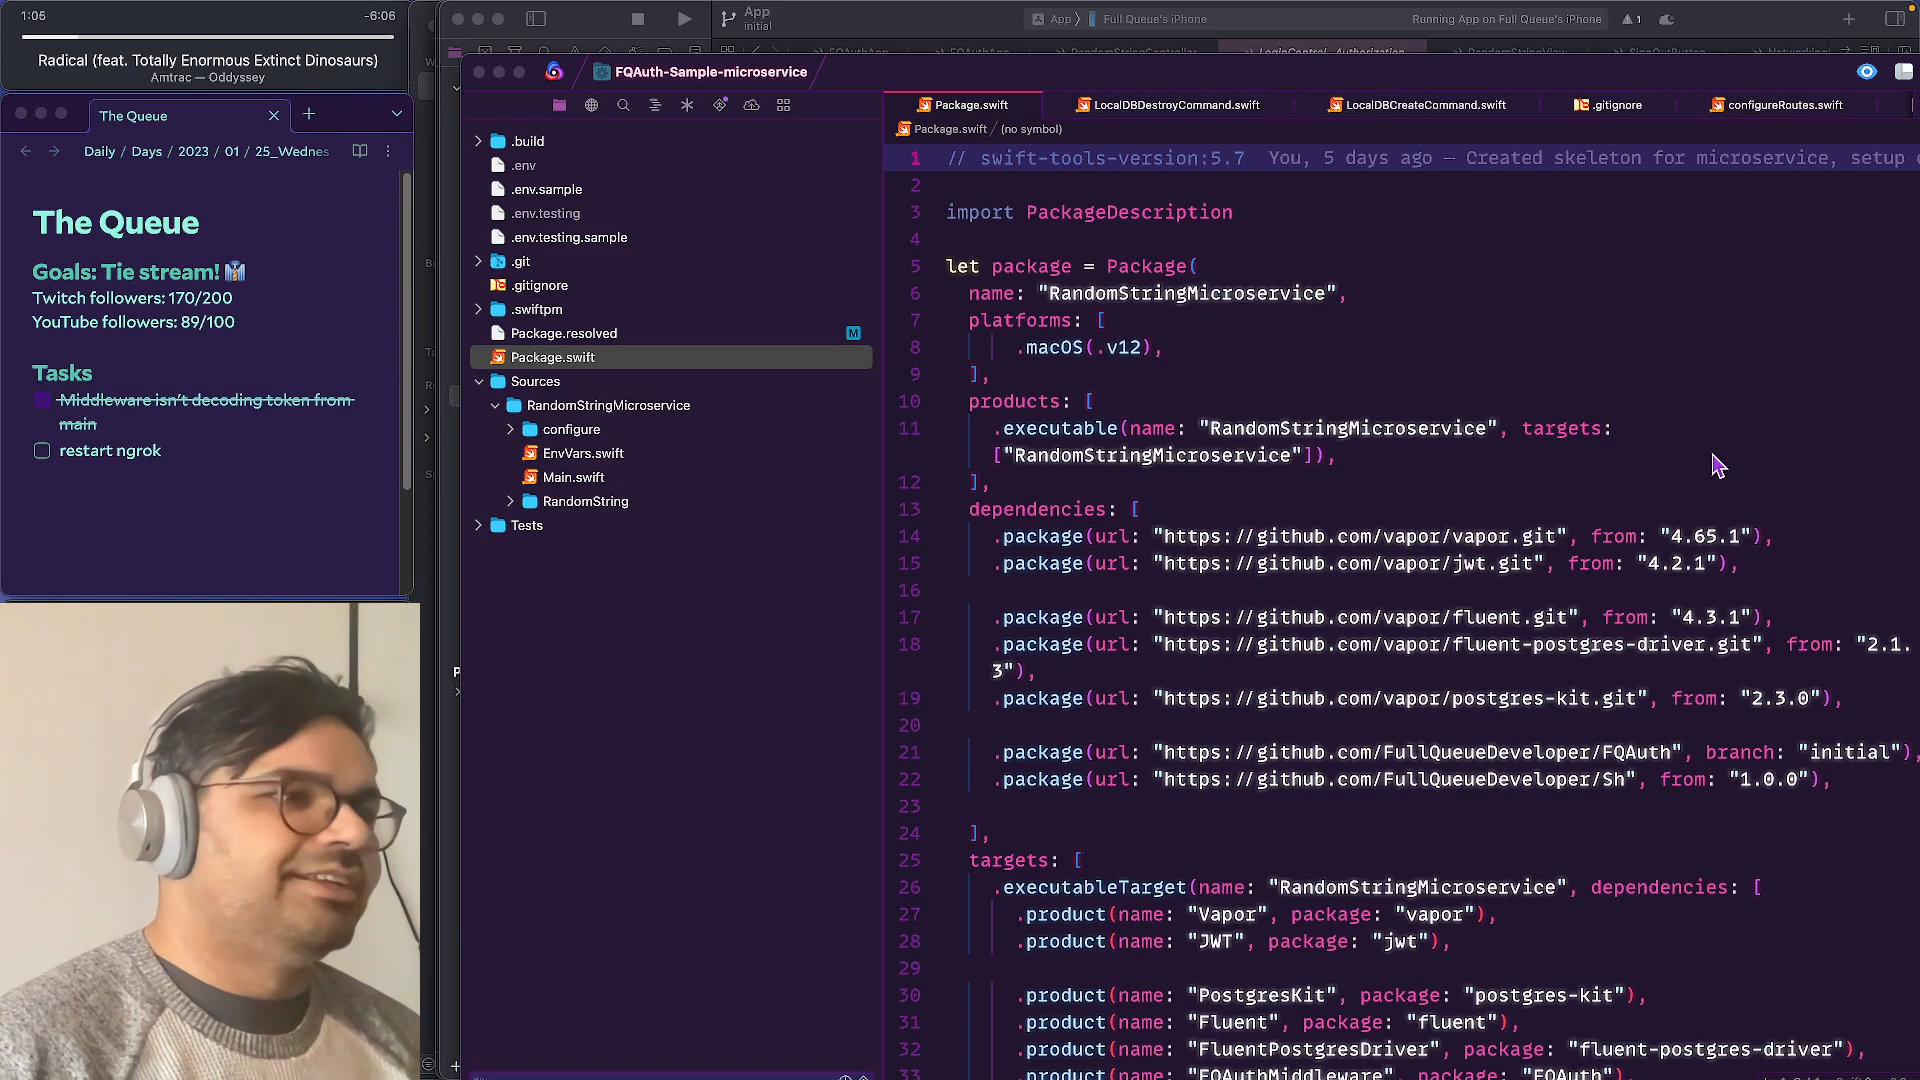 1:05
-6:06
Radical (feat. Totally Enormous Extinct Dinosaurs)
Amtrac — Oddyssey
The Queue
Daily / Days / 2023 / 01 / 25_Wednes
The Queue
Goals: Tie stream!
Twitch followers: 170/200
YouTube followers: 89/100
Tasks
Middleware isn't decoding token from
main
restart ngrok
App
initial
App
Full Queue's iPhone
Running App on Full Queue's iPhone
1
FQAuth-Sample-microservice
.build
.env
.env.sample
.env.testing
.env.testing.sample
.git
.gitignore
.swiftpm
Package.resolved
M
Package.swift
Sources
RandomStringMicroservice
configure
EnvVars.swift
Main.swift
RandomString
Tests
Package.swift
LocalDBDestroyCommand.swift
LocalDBCreateCommand.swift
.gitignore
configureRoutes.swift
Package.swift / (no symbol)
1 // swift-tools-version:5.7 You, 5 days ago — Created skeleton for microservice, setup
2
3 import PackageDescription
4
5 let package = Package(
6 name: "RandomStringMicroservice",
7 platforms: [
8 .macOS(.v12),
9 ],
10 products: [
11 .executable(name: "RandomStringMicroservice", targets:
["RandomStringMicroservice"]),
12 ],
13 dependencies: [
14 .package(url: "https://github.com/vapor/vapor.git", from: "4.65.1"),
15 .package(url: "https://github.com/vapor/jwt.git", from: "4.2.1"),
16
17 .package(url: "https://github.com/vapor/fluent.git", from: "4.3.1"),
18 .package(url: "https://github.com/vapor/fluent-postgres-driver.git", from: "2.1.
3"),
19 .package(url: "https://github.com/vapor/postgres-kit.git", from: "2.3.0"),
20
21 .package(url: "https://github.com/FullQueueDeveloper/FQAuth", branch: "initial"),
22 .package(url: "https://github.com/FullQueueDeveloper/Sh", from: "1.0.0"),
23
24 ],
25 targets: [
26 .executableTarget(name: "RandomStringMicroservice", dependencies: [
27 .product(name: "Vapor", package: "vapor"),
28 .product(name: "JWT", package: "jwt"),
29
30 .product(name: "PostgresKit", package: "postgres-kit"),
31 .product(name: "Fluent", package: "fluent"),
32 .product(name: "FluentPostgresDriver", package: "fluent-postgres-driver"),
33 .product(name: "FQAuthMiddleware", package: "FQAuth"),